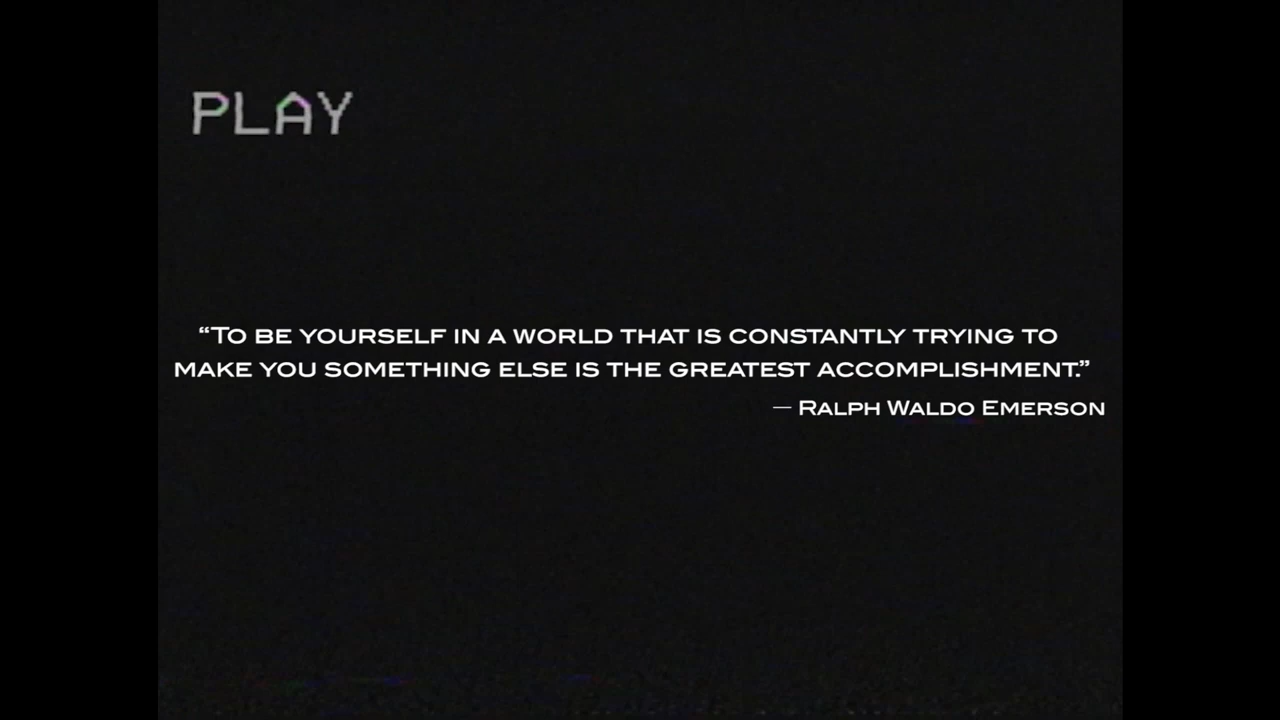 PLAY
“To be yourself in a world that is constantly trying to
make you something else is the greatest accomplishment.”
— Ralph Waldo Emerson